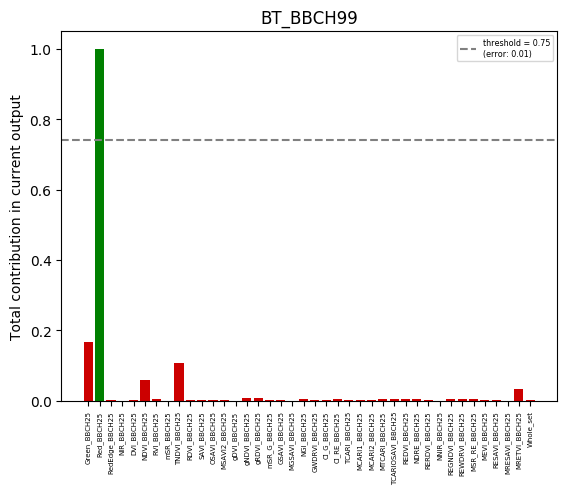 BT_BBCH99
threshold = 0.75
(error: 0.01)
Total contribution in current output
1.0
0.8
0.6
0.4
0.2
0.0
Green_BBCH25
Red_BBCH25
RedEdge_BBCH25
NIR_BBCH25
DVI_BBCH25
NDVI_BBCH25
RVI_BBCH25
mSR_BBCH25
TNDVI_BBCH25
RDVI_BBCH25
SAVI_BBCH25
OSAVI_BBCH25
MSAVI2_BBCH25
gDVI_BBCH25
gNDVI_BBCH25
gRDVI_BBCH25
mSR_G_BBCH25
GSAVI_BBCH25
MGSAVI_BBCH25
NGI_BBCH25
GWDRVI_BBCH25
CI_G_BBCH25
CI_RE_BBCH25
TCARI_BBCH25
MCARI1_BBCH25
MCARI2_BBCH25
MTCARI_BBCH25
TCARIOSAVI_BBCH25
REDVI_BBCH25
NDRE_BBCH25
RERDVI_BBCH25
NNIR_BBCH25
REGNDVI_BBCH25
REWDRVI_BBCH25
MSR_RE_BBCH25
MEVI_BBCH25
RESAVI_BBCH25
MRESAVI_BBCH25
MRETVI_BBCH25
Whole_set